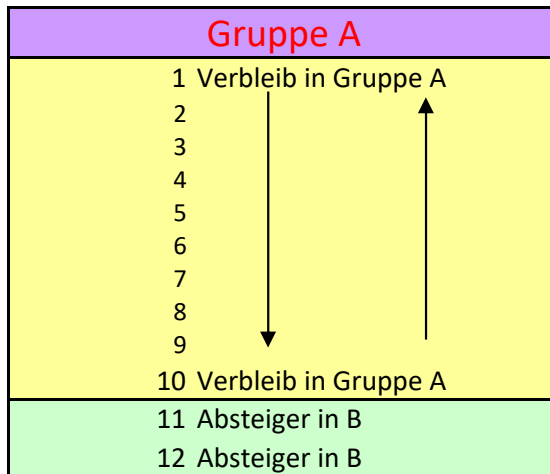 Gruppe A
1 Verbleib in Gruppe A
2
3
4
5
6
7
8
9
10 Verbleib in Gruppe A
11 Absteiger in B
12 Absteiger in B